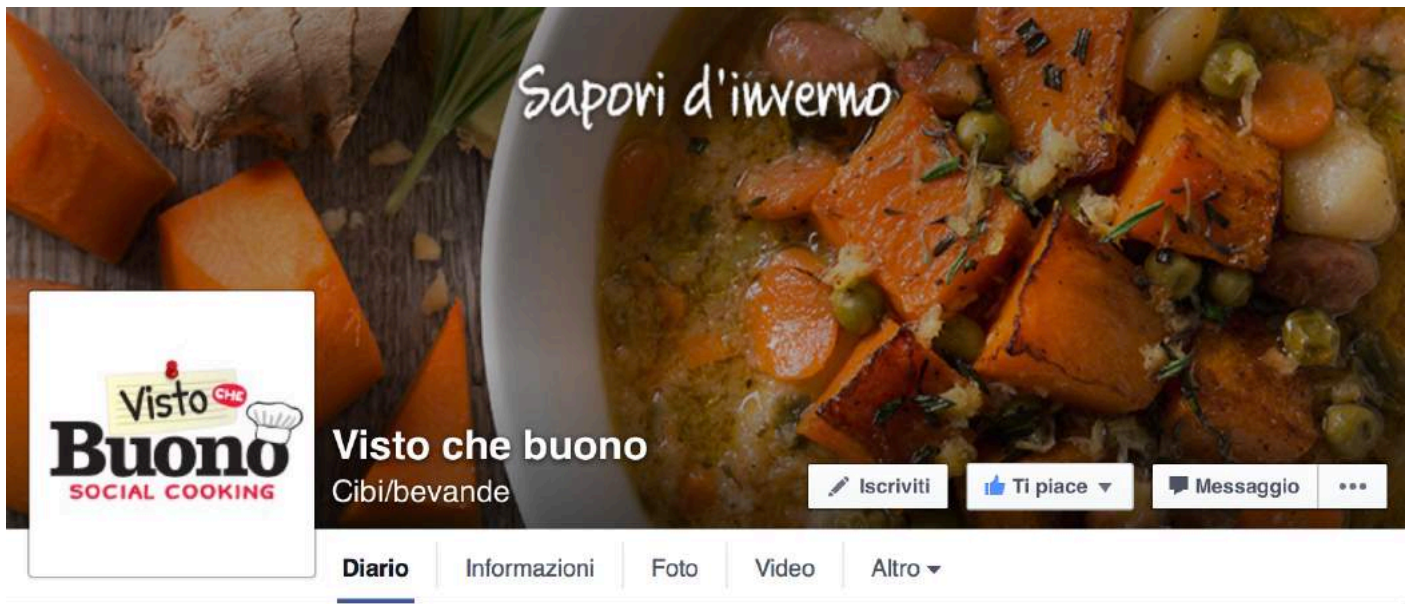 Sapori d'inverno
Visto CHE
Buono
SOCIAL COOKING
Visto che buono
Cibi/bevande
Iscriviti
Ti piace
Messaggio
Diario
Informazioni
Foto
Video
Altro